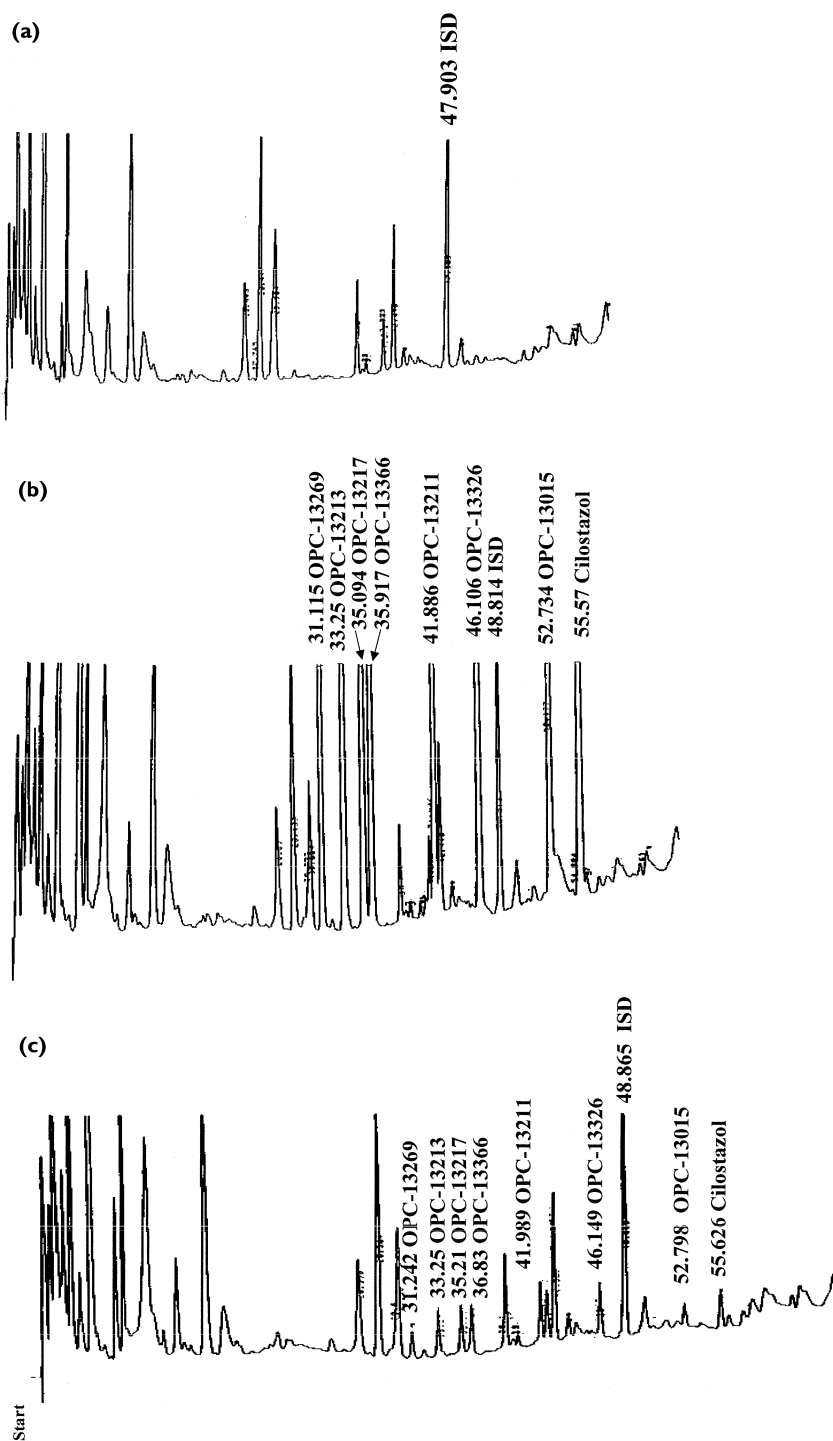 (a)
47.903 ISD
(b)
31.115 OPC-13269
33.25 OPC-13213
35.094 OPC-13217
35.917 OPC-13366
41.886 OPC-13211
46.106 OPC-13326
48.814 ISD
52.734 OPC-13015
55.57 Cilostazol
(c)
31.242 OPC-13269
33.25 OPC-13213
35.21 OPC-13217
36.83 OPC-13366
41.989 OPC-13211
46.149 OPC-13326
48.865 ISD
52.798 OPC-13015
55.626 Cilostazol
Start